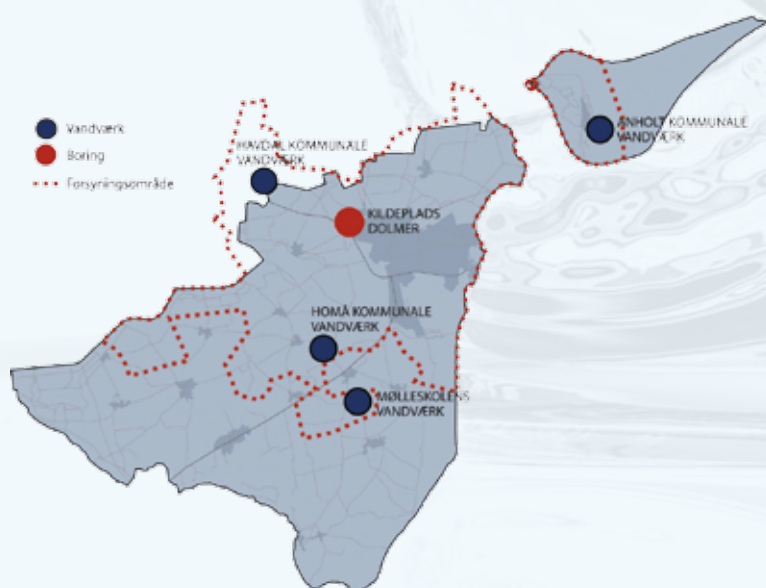 Vandværk
Boring
Forsyningsområde
HAVDAL KOMMUNALE
VANDVÆRK
ANHOLT KOMMUNALE
VANDVÆRK
KILDEPLADS
DOLMER
HOMÅ KOMMUNALE
VANDVÆRK
MØLLESKOLENS
VANDVÆRK